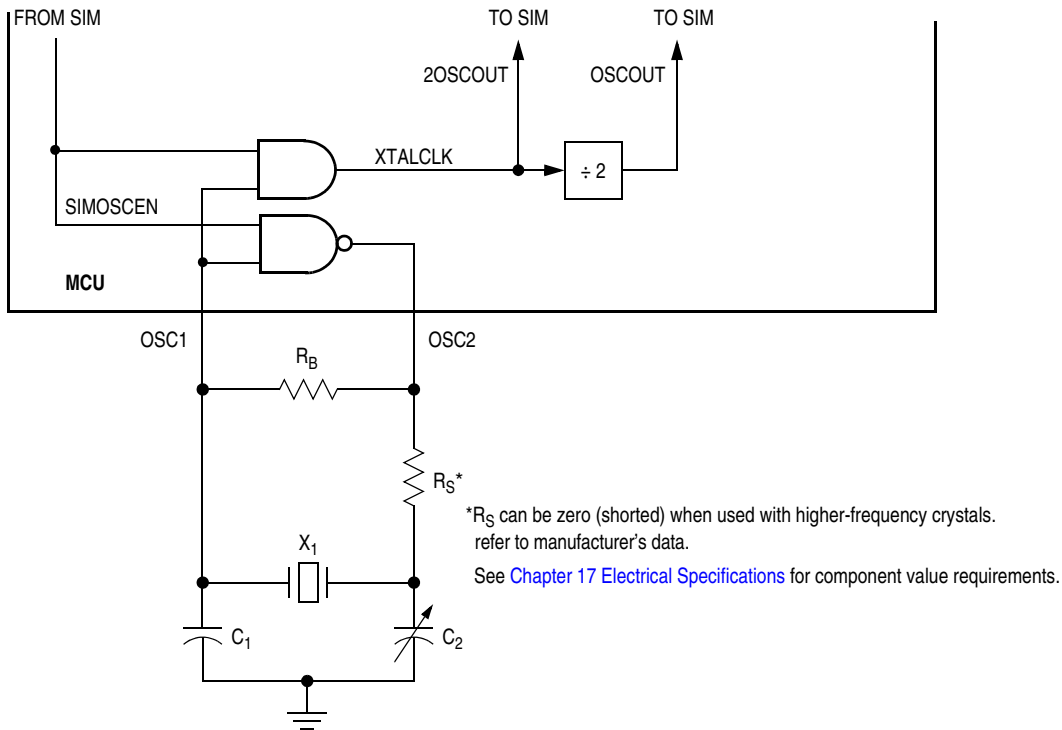 FROM SIM
TO SIM
TO SIM
2OSCOUT
OSCOUT
XTALCLK
÷ 2
SIMOSCEN
MCU
OSC1
OSC2
RB
RS*
*RS can be zero (shorted) when used with higher-frequency crystals.
refer to manufacturer's data.
X1
See Chapter 17 Electrical Specifications for component value requirements.
C1
C2